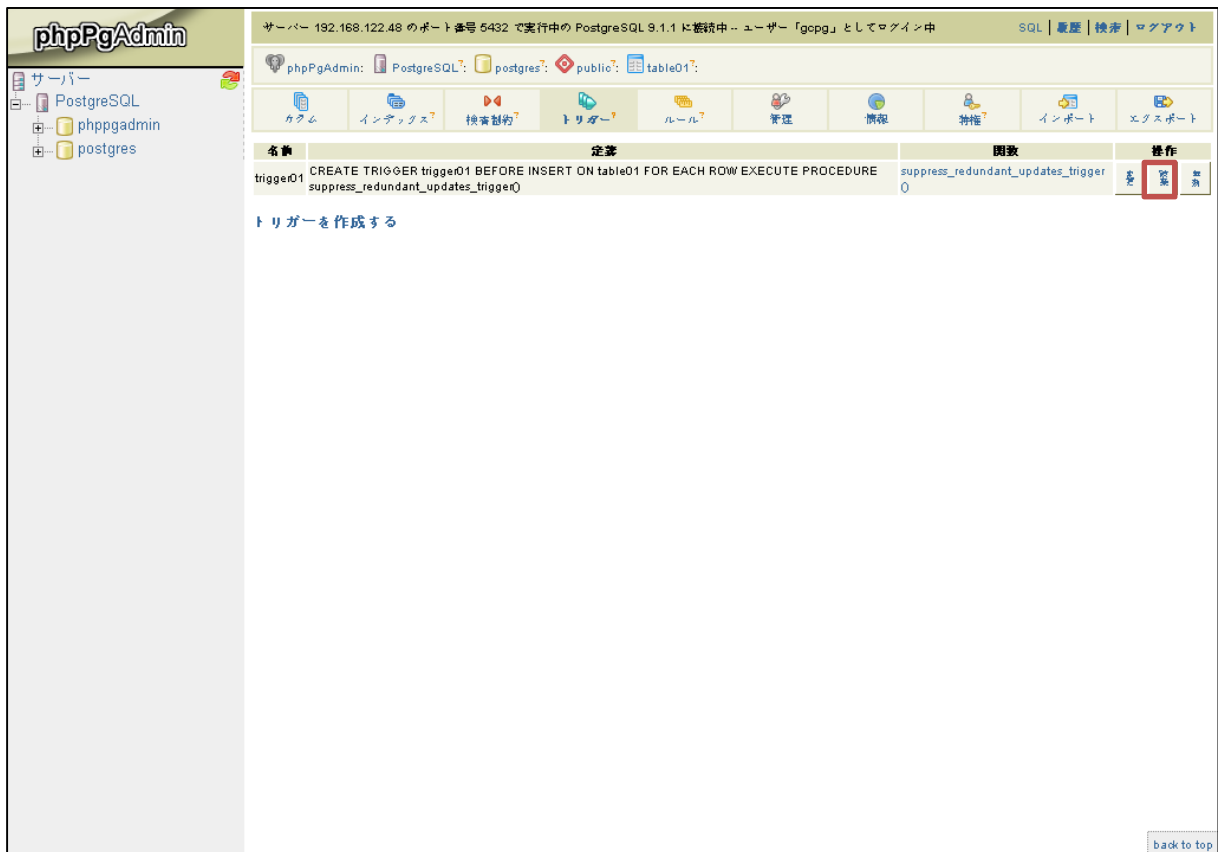 phpPgAdmin
サーバー
PostgreSQL
phppgadmin
postgres
サーバー 192.168.122.48 のポート番号 5432 で実行中の PostgreSQL 9.1.1 に接続中 -- ユーザー「gopg」としてログイン中
SQL | 履歴 | 検索 | ログアウト
phpPgAdmin: PostgreSQL?: postgres?: public?: table01?:
カラム インデックス? 検査制約? トリガー? ルール? 管理 情報 特権? インポート エクスポート
名前 定義 関数 操作
trigger01 CREATE TRIGGER trigger01 BEFORE INSERT ON table01 FOR EACH ROW EXECUTE PROCEDURE suppress_redundant_updates_trigger
suppress_redundant_updates_trigger() ()
変更 破棄 無効
トリガーを作成する
back to top